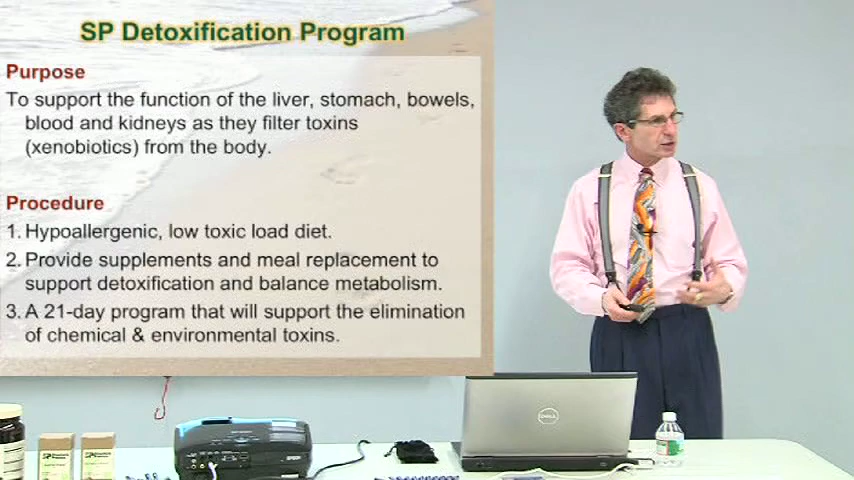 SP Detoxification Program
Purpose
To support the function of the liver, stomach, bowels,
blood and kidneys as they filter toxins
(xenobiotics) from the body.
Procedure
1. Hypoallergenic, low toxic load diet.
2. Provide supplements and meal replacement to
support detoxification and balance metabolism.
3. A 21-day program that will support the elimination
of chemical & environmental toxins.
DELL
EPSON